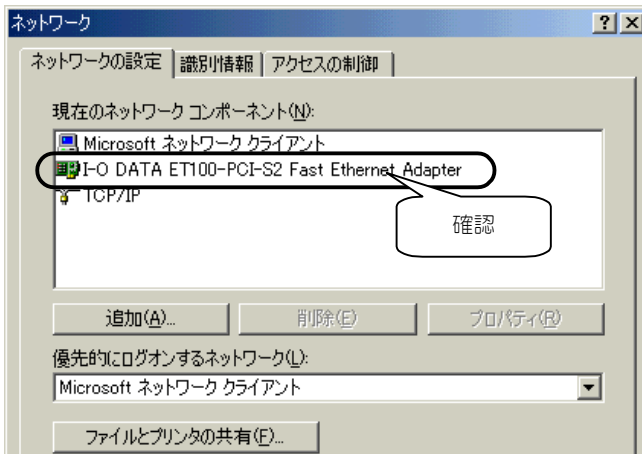 ネットワーク
ネットワークの設定 識別情報 アクセスの制御
現在のネットワーク コンポーネント(N):
Microsoft ネットワーク クライアント
I-O DATA ET100-PCI-S2 Fast Ethernet Adapter
TCP/IP
確認
追加(A)... 削除(E) プロパティ(R)
優先的にログオンするネットワーク(L):
Microsoft ネットワーク クライアント
ファイルとプリンタの共有(F)...